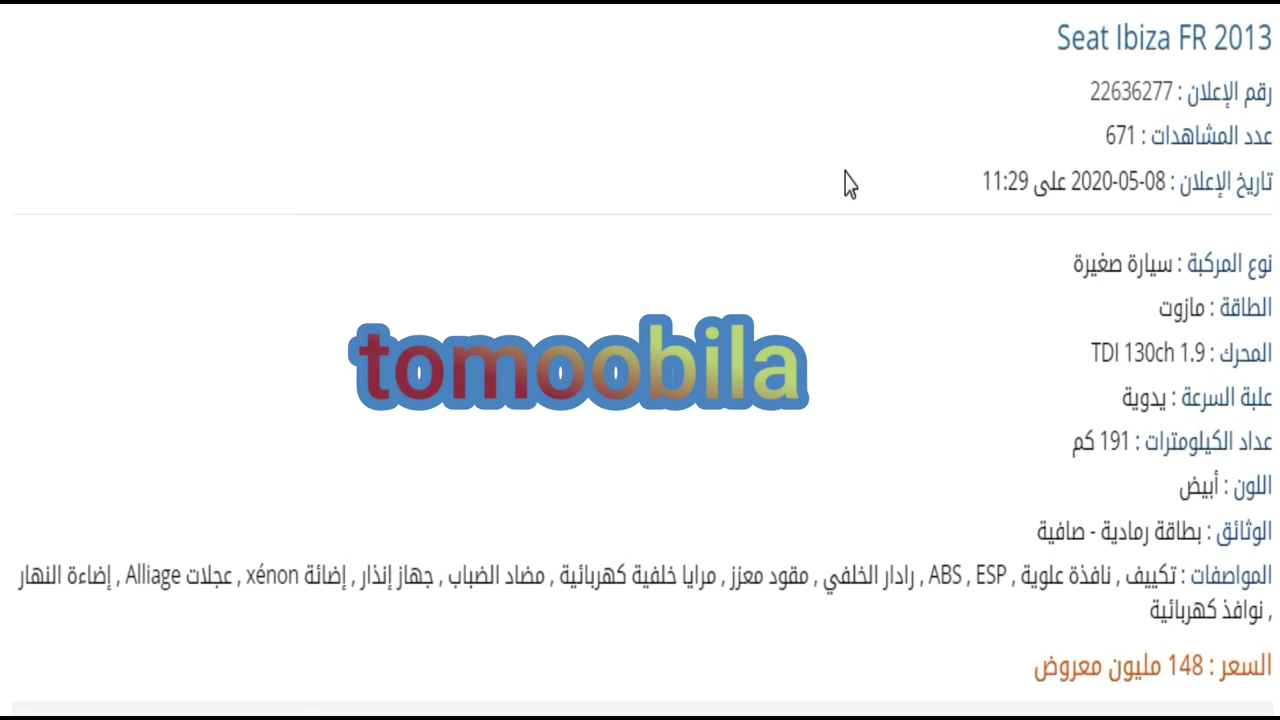 Seat Ibiza FR 2013
رقم الإعلان : 22636277
عدد المشاهدات : 671
تاريخ الإعلان : 2020-05-08 على 11:29
نوع المركبة : سيارة صغيرة
الطاقة : مازوت
المحرك : 1.9 TDI 130ch
علبة السرعة : يدوية
عداد الكيلومترات : 191 كم
اللون : أبيض
الوثائق : بطاقة رمادية - صافية
المواصفات : تكييف , نافذة علوية , ABS , ESP , رادار الخلفي , مقود معزز , مرايا خلفية كهربائية , مضاد الضباب , جهاز إنذار , إضائة xénon , عجلات Alliage , إضاءة النهار
, نوافذ كهربائية
السعر : 148 مليون معروض
tomoobila